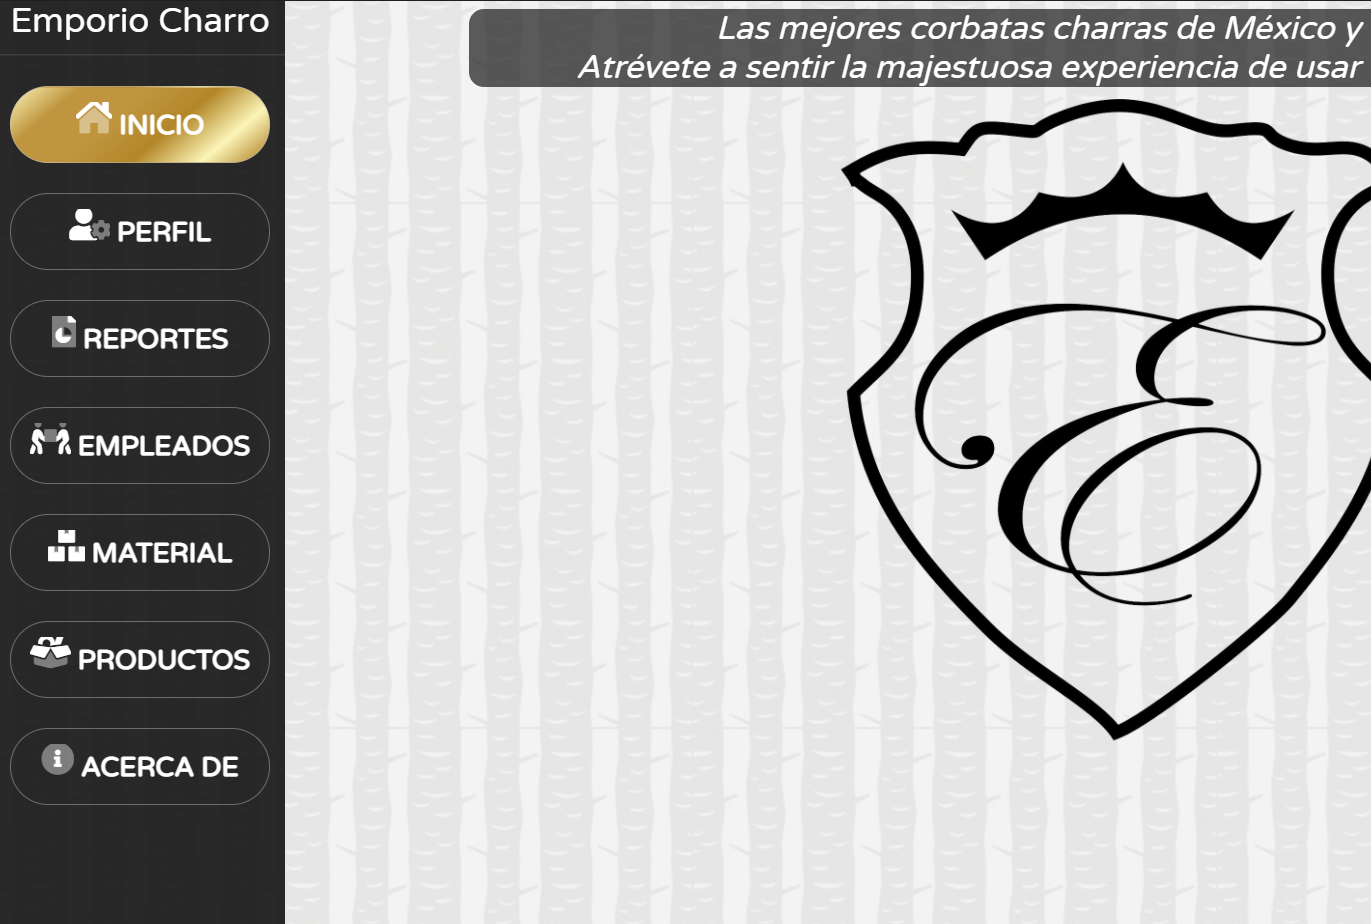 Emporio Charro
INICIO
PERFIL
REPORTES
EMPLEADOS
MATERIAL
PRODUCTOS
ACERCA DE
Las mejores corbatas charras de México y
Atrévete a sentir la majestuosa experiencia de usar
E